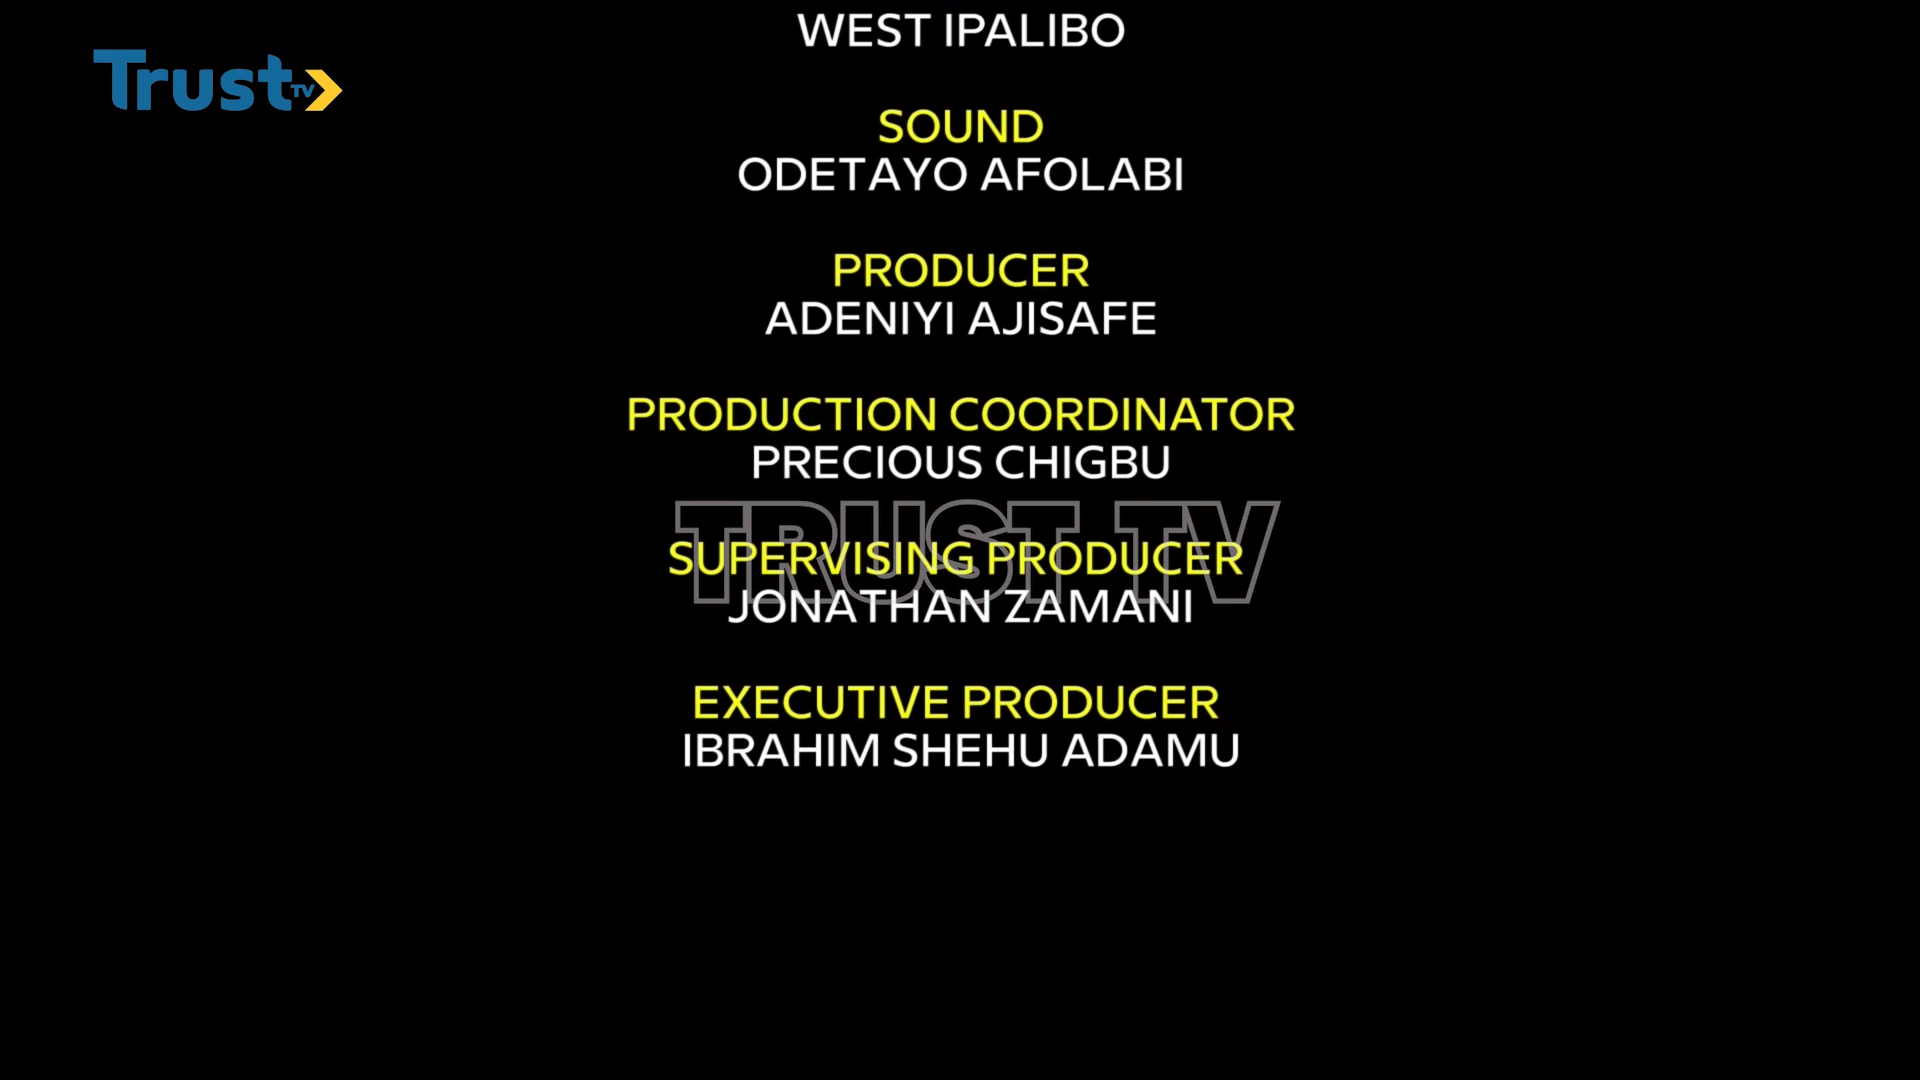 WEST IPALIBO
Trust TV
SOUND
ODETAYO AFOLABI
PRODUCER
ADENIYI AJISAFE
PRODUCTION COORDINATOR
PRECIOUS CHIGBU
TRUST TV
SUPERVISING PRODUCER
JONATHAN ZAMANI
EXECUTIVE PRODUCER
IBRAHIM SHEHU ADAMU